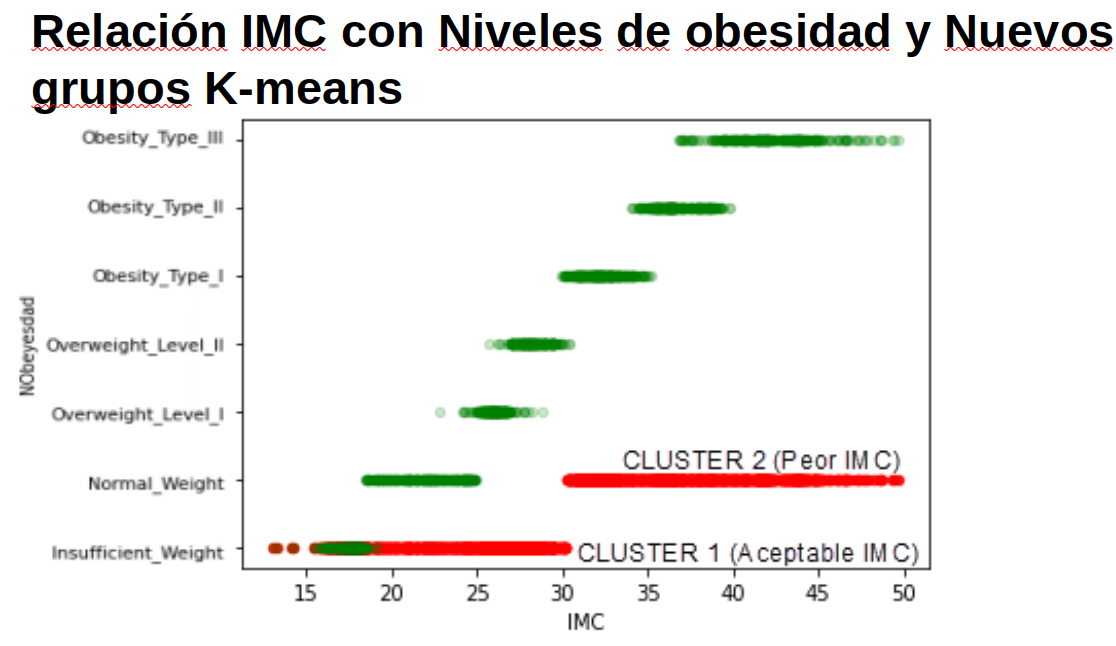 Relación IMC con Niveles de obesidad y Nuevos
grupos K-means
Obesity_Type_III
Obesity_Type_II
Obesity_Type_I
Overweight_Level_II
Overweight_Level_I
Normal_Weight
Insufficient_Weight
NObeyesdad
CLUSTER 2 (Peor IMC)
CLUSTER 1 (Aceptable IMC)
15 20 25 30 35 40 45 50
IMC